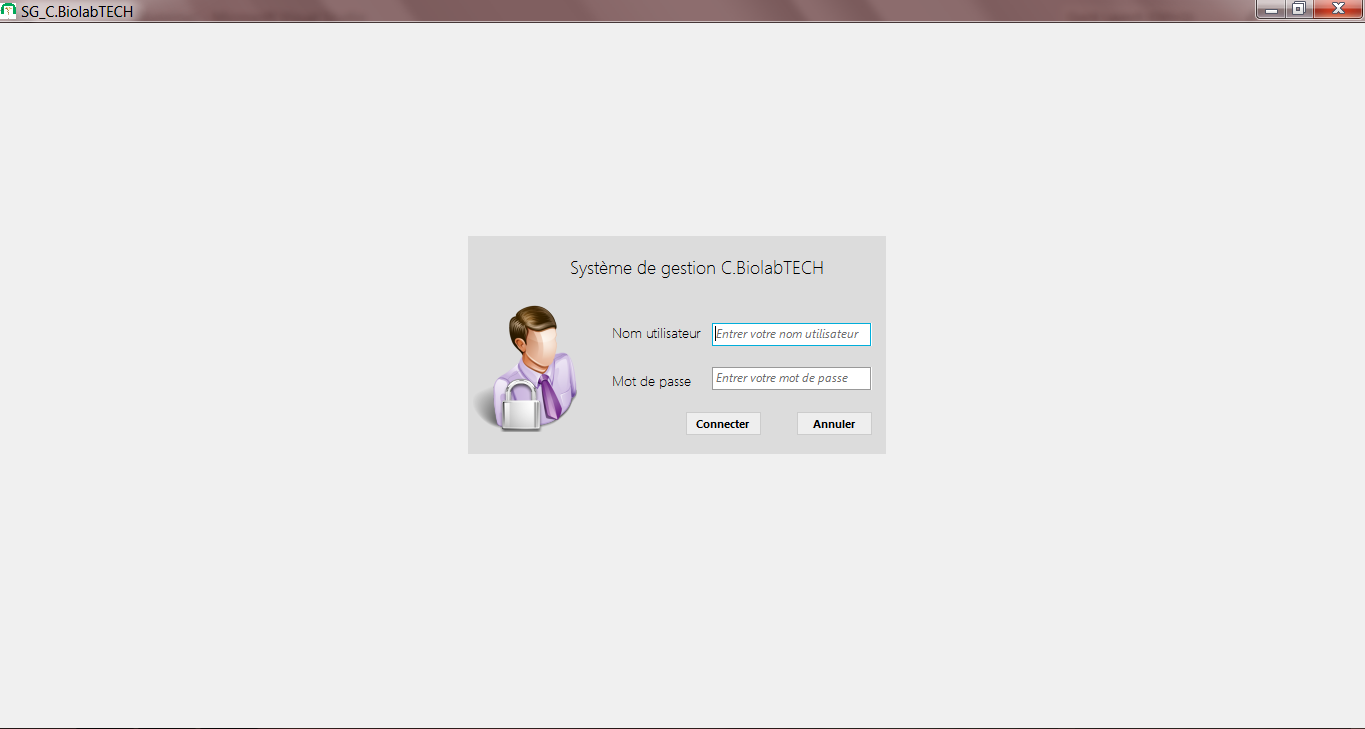 SG_C.BiolabTECH
Système de gestion C.BiolabTECH
Nom utilisateur Entrer votre nom utilisateur
Mot de passe Entrer votre mot de passe
Connecter Annuler